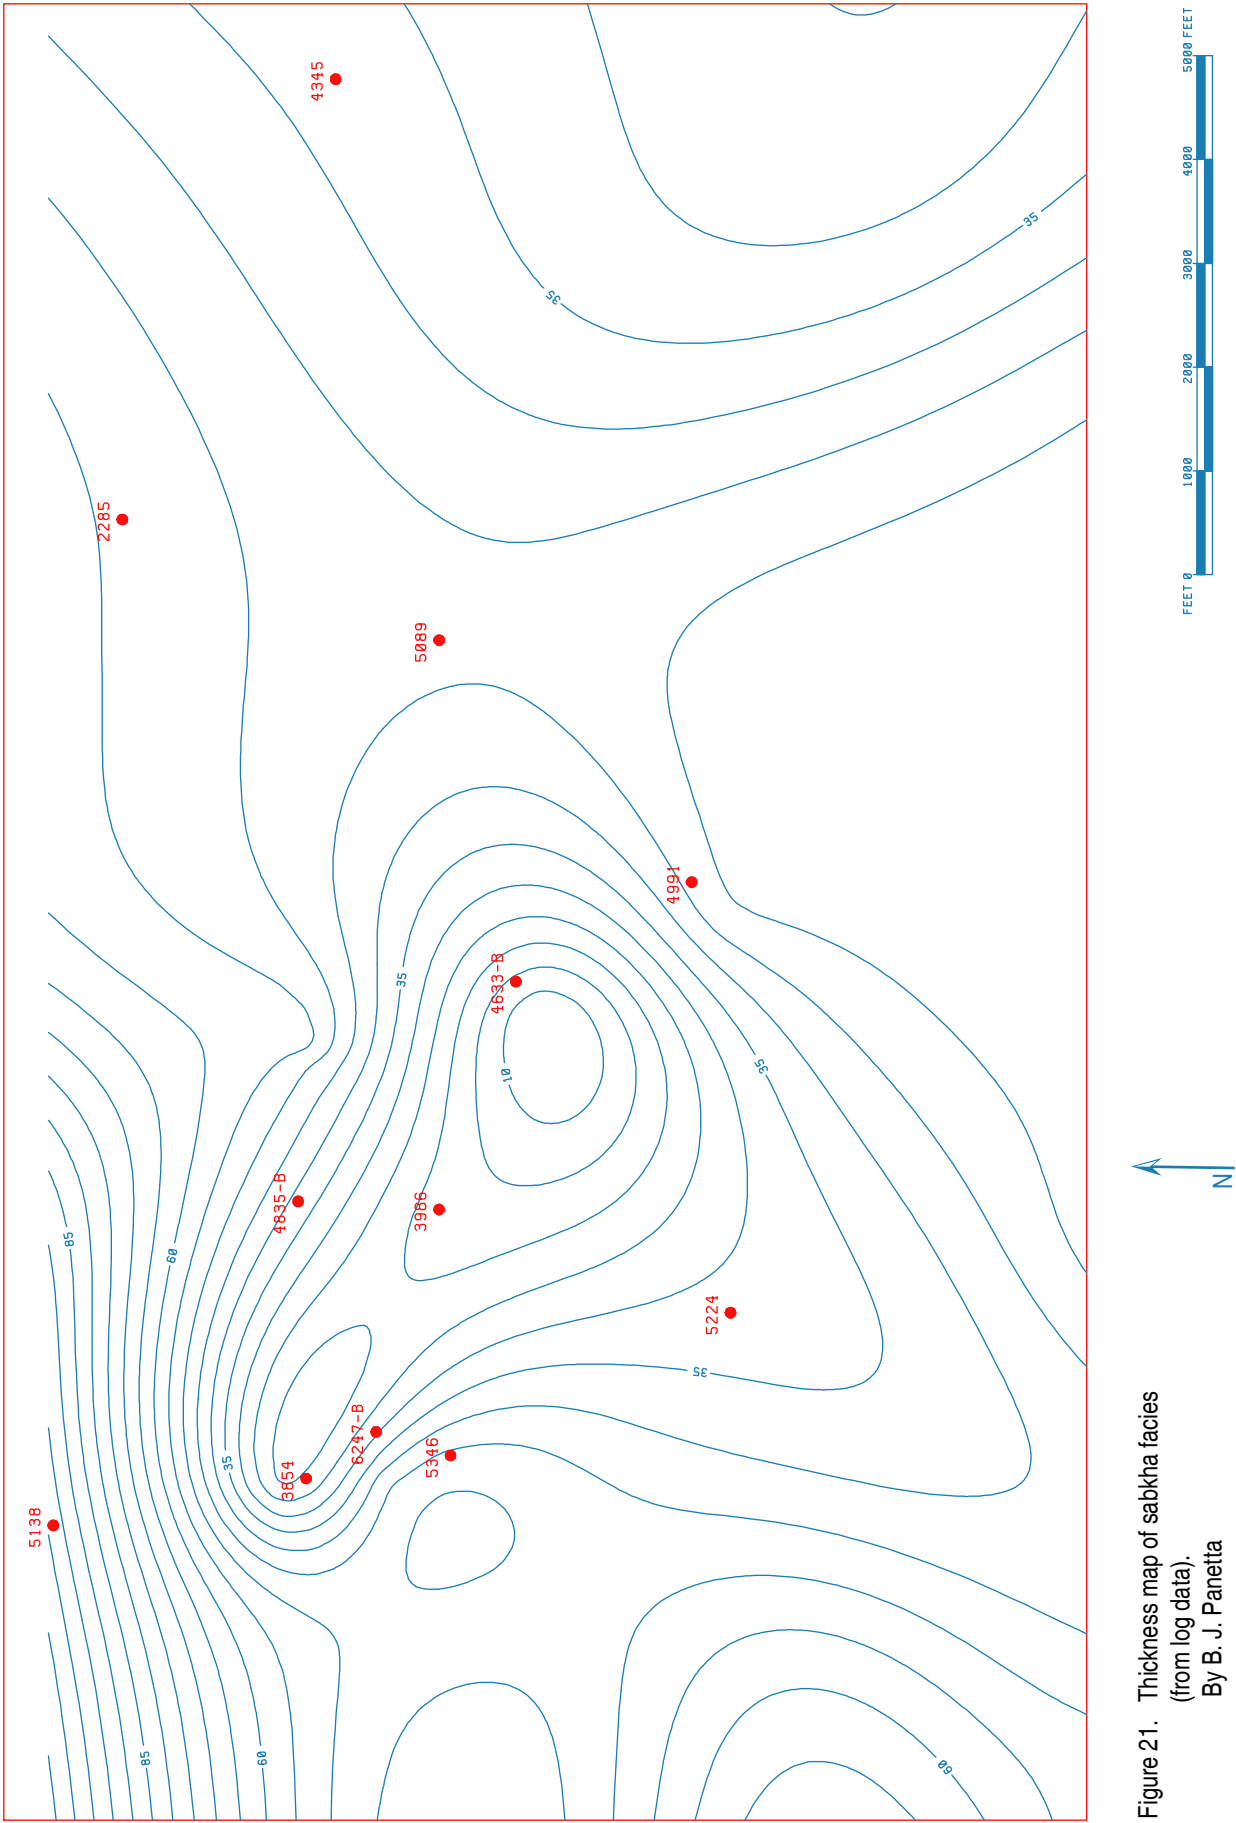 4345
2285
5089
4991
4633-B
4835-B
3986
5224
6247-B
5346
3854
5138
35
35
35
10
35
85
60
35
35
85
60
60
FEET 0 1000 2000 3000 4000 5000 FEET
N
Figure 21. Thickness map of sabkha facies
(from log data).
By B. J. Panetta